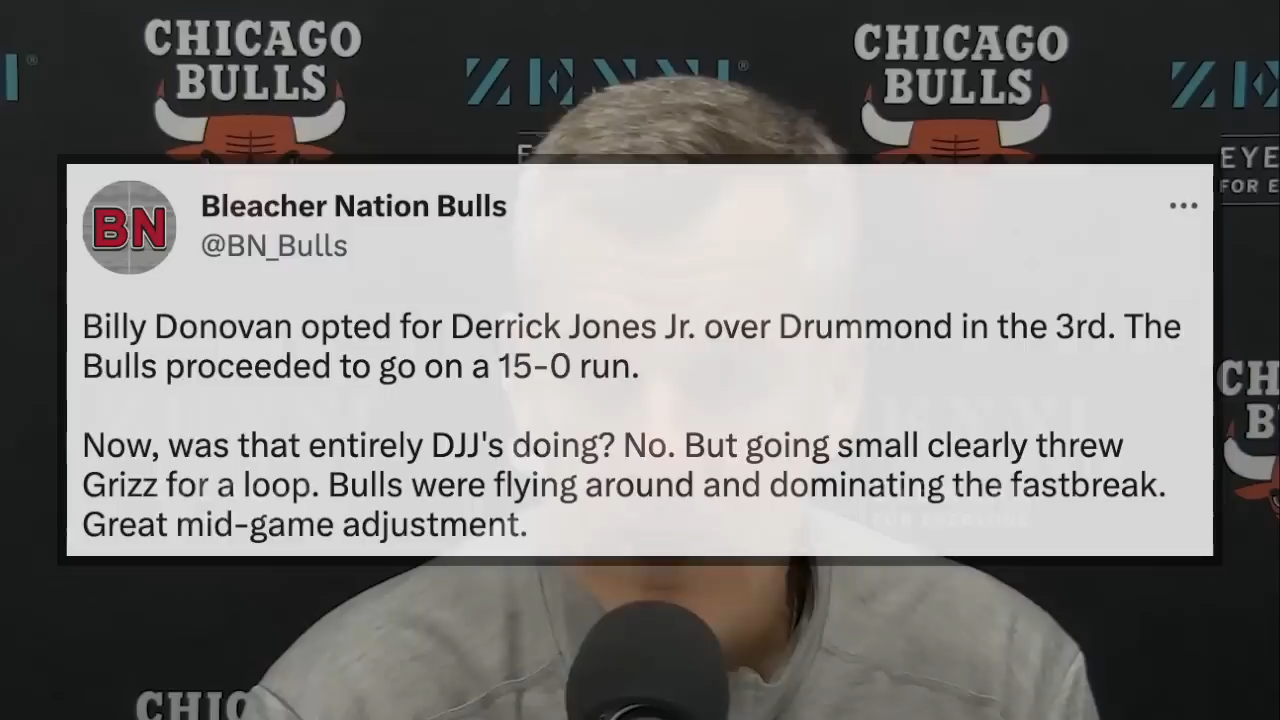 CHICAGO
BULLS
ZENNI®
CHICAGO
BULLS
EYE
FOR E
Bleacher Nation Bulls
@BN_Bulls
Billy Donovan opted for Derrick Jones Jr. over Drummond in the 3rd. The
Bulls proceeded to go on a 15-0 run.
Now, was that entirely DJJ's doing? No. But going small clearly threw
Grizz for a loop. Bulls were flying around and dominating the fastbreak.
Great mid-game adjustment.
CH
B
CHIC